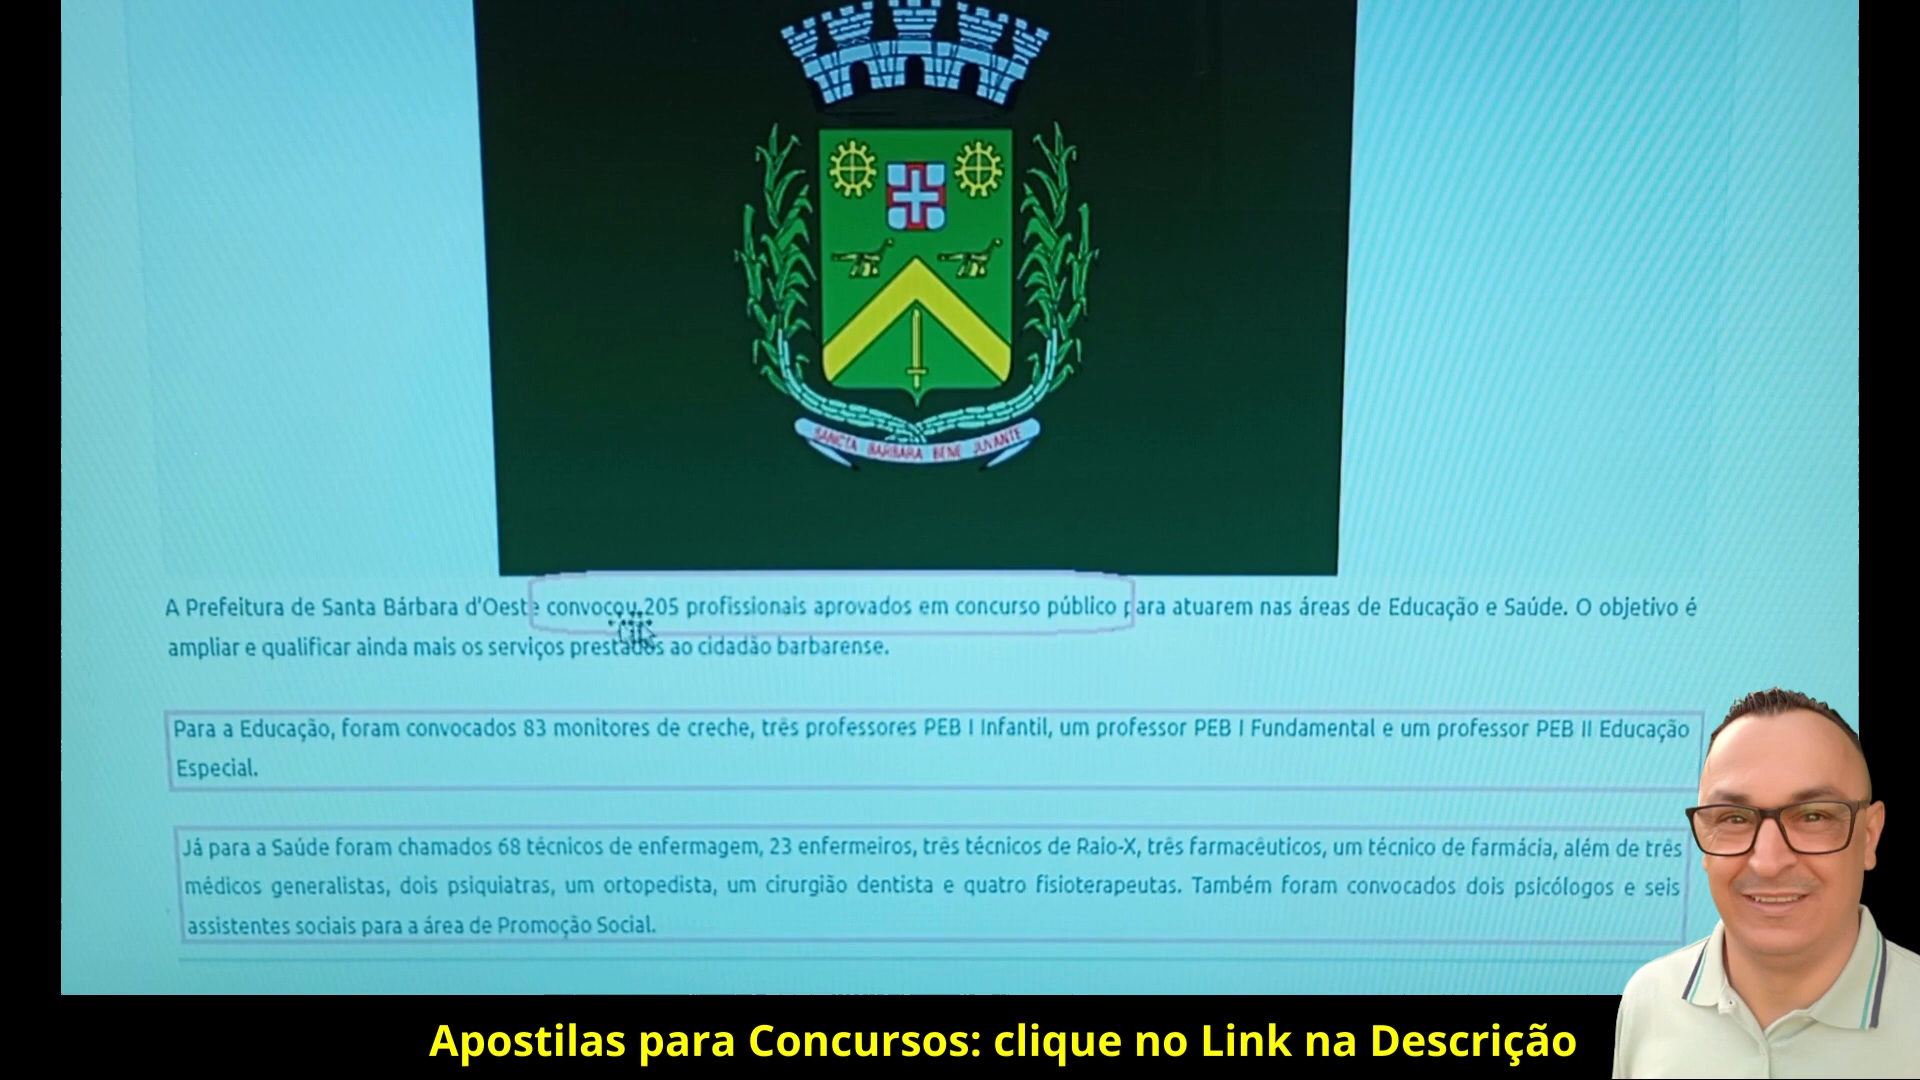 SANCTA BARBARA BENE JUVANTE
A Prefeitura de Santa Bárbara d'Oeste convocou 205 profissionais aprovados em concurso público para atuarem nas áreas de Educação e Saúde. O objetivo é
ampliar e qualificar ainda mais os serviços prestados ao cidadão barbarense.
Para a Educação, foram convocados 83 monitores de creche, três professores PEB I Infantil, um professor PEB I Fundamental e um professor PEB II Educação
Especial.
Já para a Saúde foram chamados 68 técnicos de enfermagem, 23 enfermeiros, três técnicos de Raio-X, três farmacêuticos, um técnico de farmácia, além de três
médicos generalistas, dois psiquiatras, um ortopedista, um cirurgião dentista e quatro fisioterapeutas. Também foram convocados dois psicólogos e seis
assistentes sociais para a área de Promoção Social.
Apostilas para Concursos: clique no Link na Descrição